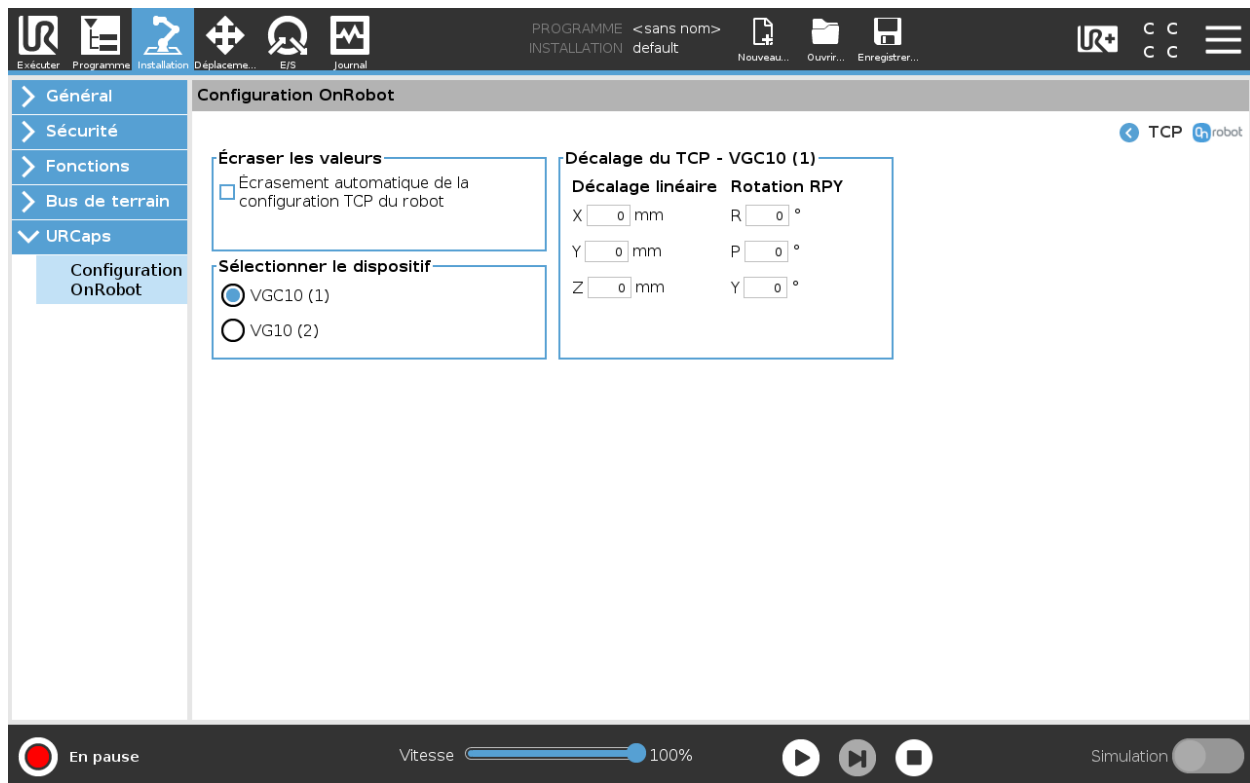 PROGRAMME <sans nom>
INSTALLATION default
UR
Exécuter
Programme
Installation
Déplaceme...
E/S
Journal
Nouveau...
Ouvrir...
Enregistrer...
UR+
C C
C C
Général
Sécurité
Fonctions
Bus de terrain
URCaps
Configuration
OnRobot
Configuration OnRobot
TCP
On robot
Écraser les valeurs
Écrasement automatique de la
configuration TCP du robot
Sélectionner le dispositif
VGC10 (1)
VG10 (2)
Décalage du TCP - VGC10 (1)
Décalage linéaire Rotation RPY
X 0 mm R 0 °
Y 0 mm P 0 °
Z 0 mm Y 0 °
En pause
Vitesse 100%
Simulation